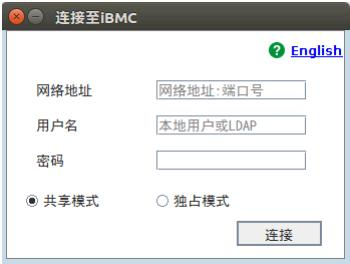 连接至iBMC
English
网络地址 网络地址:端口号
用户名 本地用户或LDAP
密码
共享模式 独占模式
连接